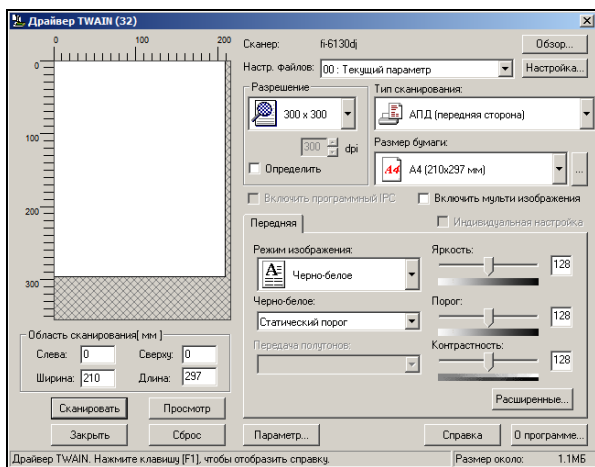 Драйвер TWAIN (32)
0 100 200
0
100
200
300
Сканер: fi-6130dj Обзор...
Настр. файлов: 00 : Текущий параметр Настройка...
Разрешение
300 x 300
300 dpi
Определить
Тип сканирования:
АПД (передняя сторона)
Размер бумаги:
A4 A4 (210x297 мм) ...
Включить программный IPC Включить мульти изображения
Передняя Индивидуальная настройка
Режим изображения:
Черно-белое
Черно-белое:
Статический порог
Передача полутонов:
Яркость:
128
Порог:
128
Контрастность:
128
Расширенные...
Область сканирования[ мм ]
Слева: 0 Сверху: 0
Ширина: 210 Длина: 297
Сканировать Просмотр
Закрыть Сброс Параметр... Справка О программе...
Драйвер TWAIN. Нажмите клавишу [F1], чтобы отобразить справку. Размер около: 1.1МБ